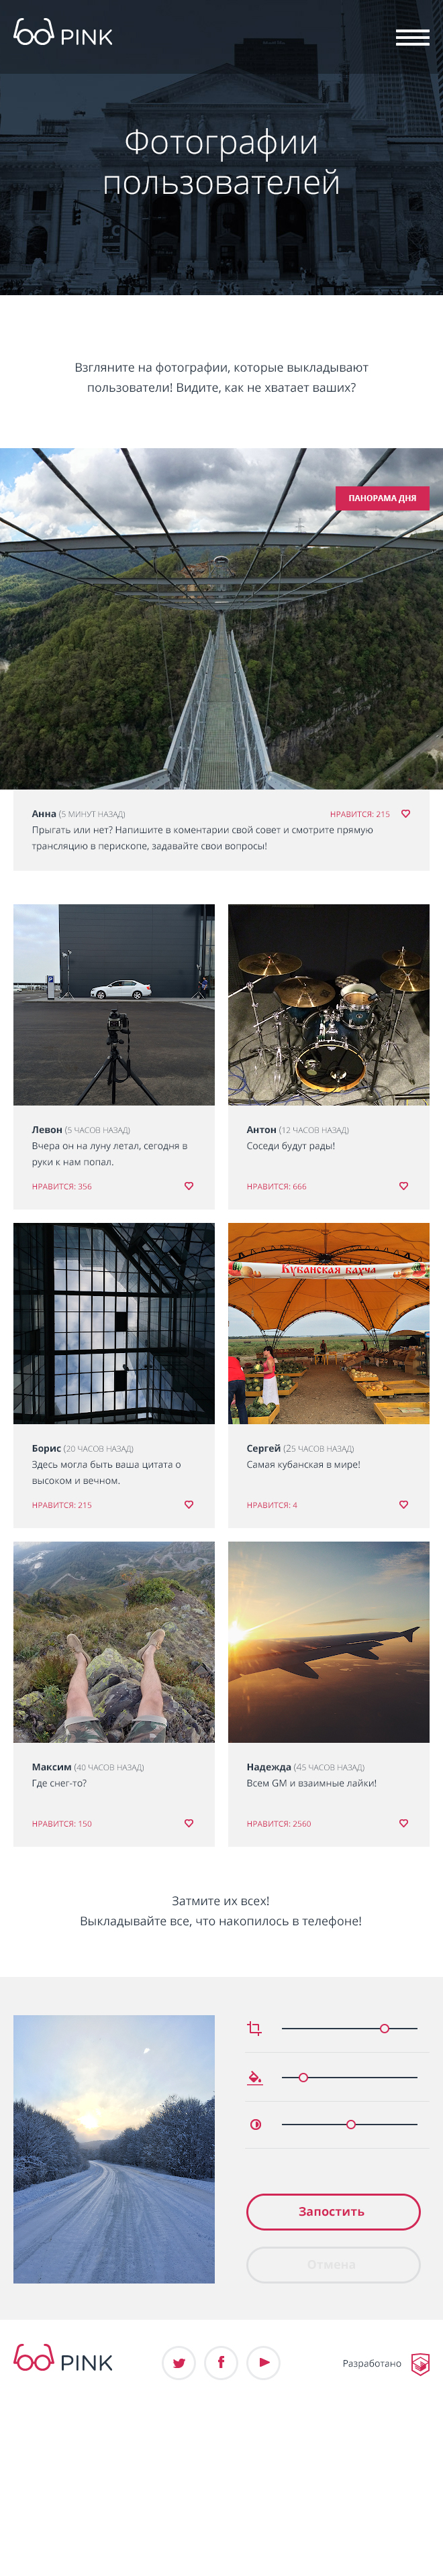 PINK
Фотографии
пользователей
Взгляните на фотографии, которые выкладывают
пользователи! Видите, как не хватает ваших?
ПАНОРАМА ДНЯ
Анна (5 МИНУТ НАЗАД)
НРАВИТСЯ: 215
Прыгать или нет? Напишите в коментарии свой совет и смотрите прямую
трансляцию в перископе, задавайте свои вопросы!
Левон (5 ЧАСОВ НАЗАД)
Вчера он на луну летал, сегодня в
руки к нам попал.
НРАВИТСЯ: 356
Антон (12 ЧАСОВ НАЗАД)
Соседи будут рады!
НРАВИТСЯ: 666
Кубанская бахча
Борис (20 ЧАСОВ НАЗАД)
Здесь могла быть ваша цитата о
высоком и вечном.
НРАВИТСЯ: 215
Сергей (25 ЧАСОВ НАЗАД)
Самая кубанская в мире!
НРАВИТСЯ: 4
Максим (40 ЧАСОВ НАЗАД)
Где снег-то?
НРАВИТСЯ: 150
Надежда (45 ЧАСОВ НАЗАД)
Всем GM и взаимные лайки!
НРАВИТСЯ: 2560
Затмите их всех!
Выкладывайте все, что накопилось в телефоне!
Запостить
Отмена
PINK
Разработано